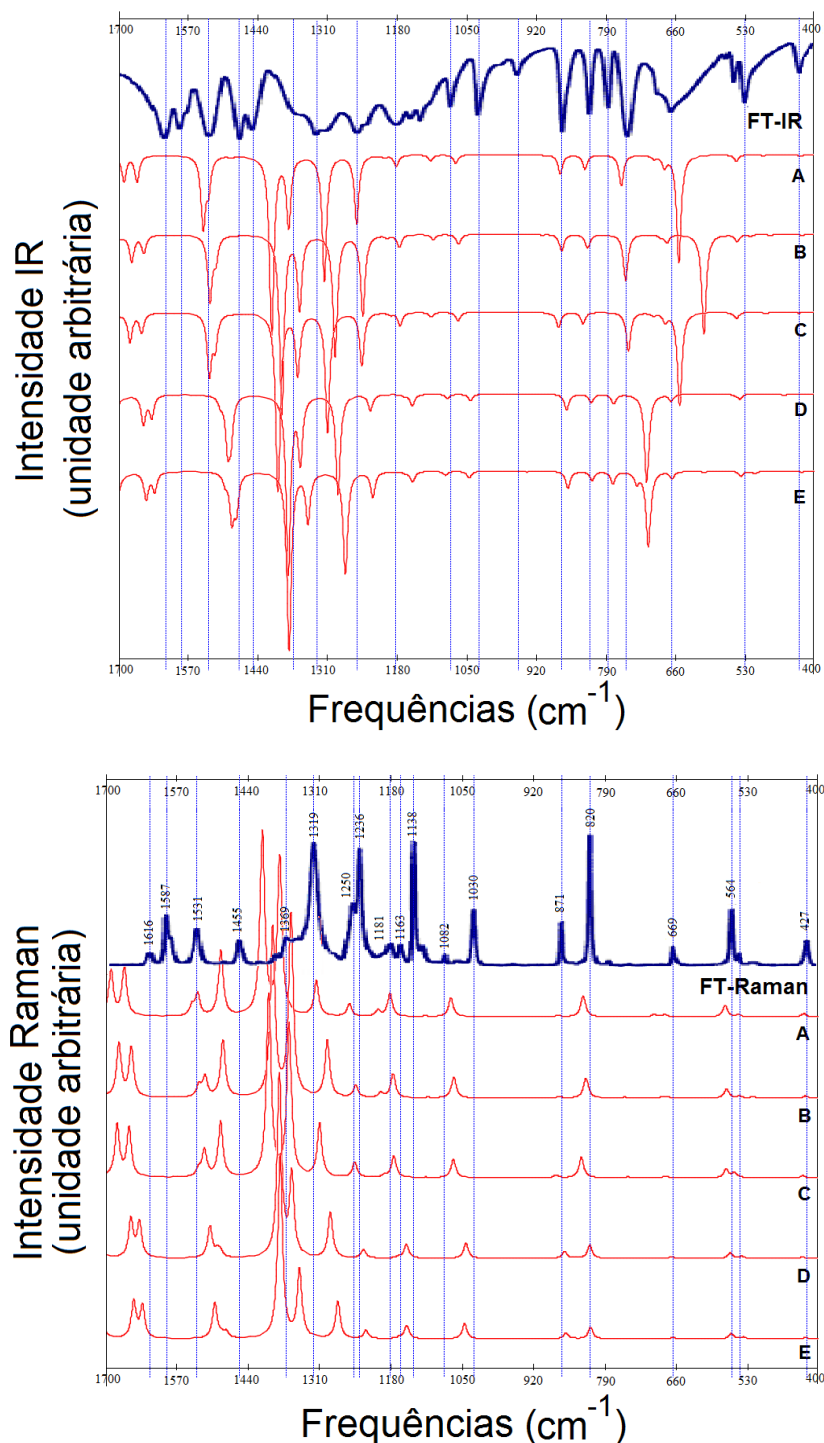 1700 1570 1440 1310 1180 1050 920 790 660 530 400
FT-IR
A
B
C
D
E
Intensidade IR
(unidade arbitrária)
1700 1570 1440 1310 1180 1050 920 790 660 530 400
Frequências (cm⁻¹)
1700 1570 1440 1310 1180 1050 920 790 660 530 400
1616 1587 1531 1455 1369 1319 1250 1236 1181 1163 1138 1082 1030 871 820 669 564 427
FT-Raman
A
B
C
D
E
Intensidade Raman
(unidade arbitrária)
1700 1570 1440 1310 1180 1050 920 790 660 530 400
Frequências (cm⁻¹)